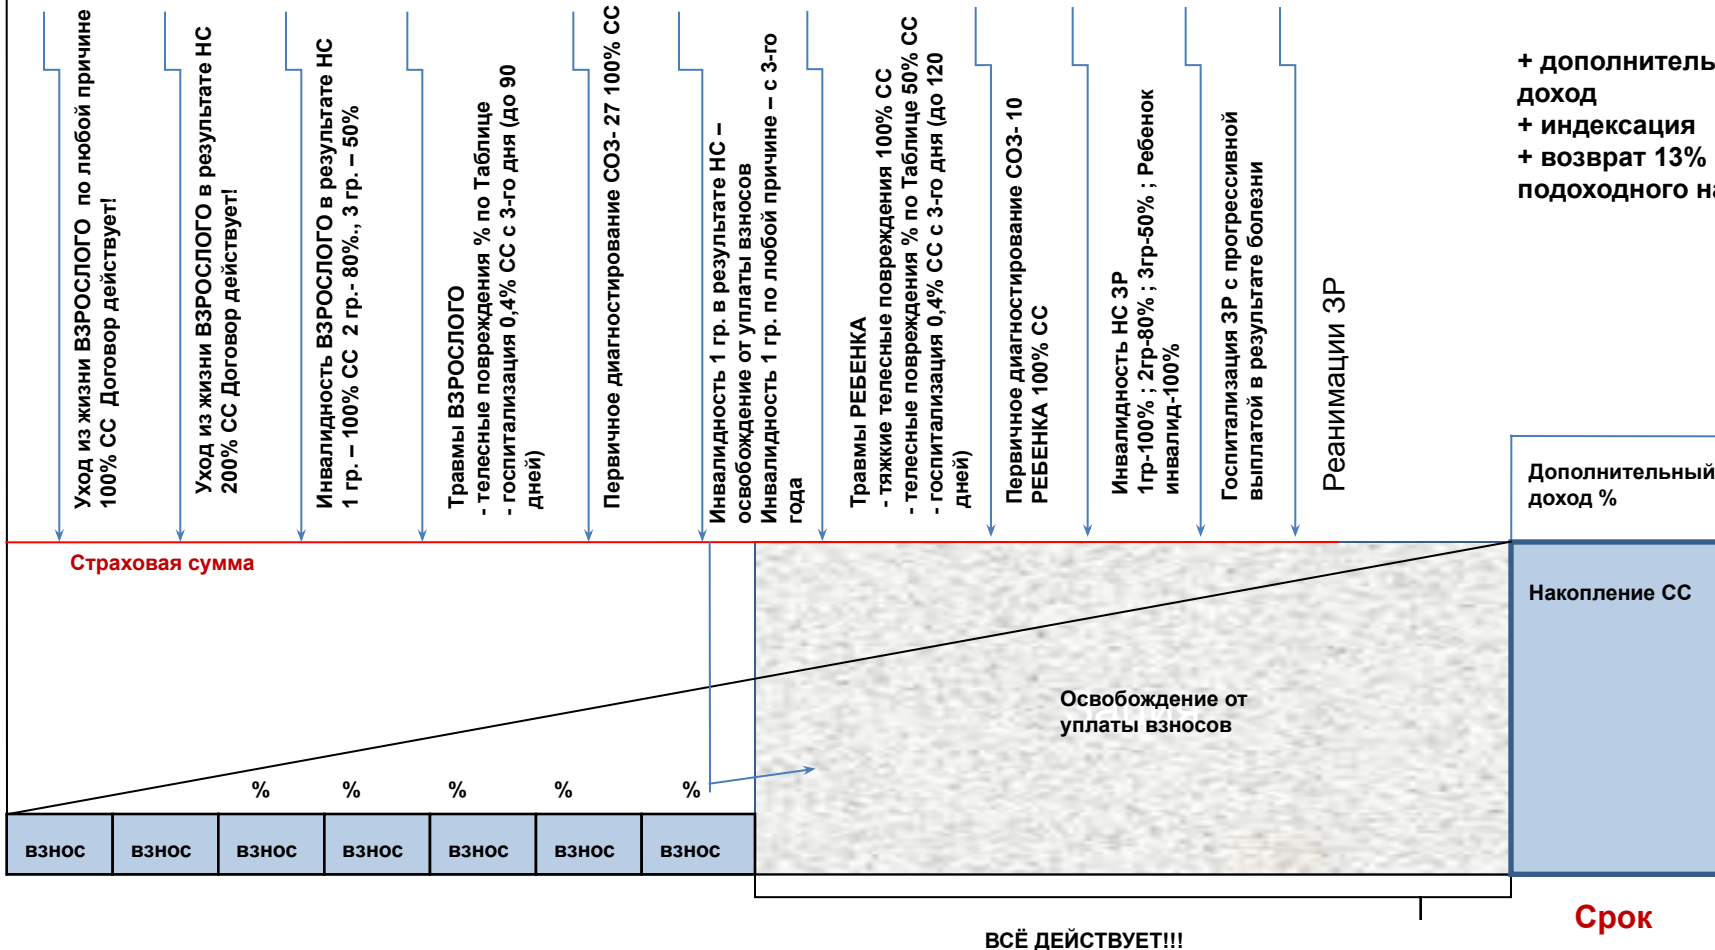 Уход из жизни ВЗРОСЛОГО по любой причине
100% СС Договор действует!
Уход из жизни ВЗРОСЛОГО в результате НС
200% СС Договор действует!
Инвалидность ВЗРОСЛОГО в результате НС
1 гр. – 100% СС 2 гр.- 80%., 3 гр. – 50%
Травмы ВЗРОСЛОГО
- телесные повреждения % по Таблице
- госпитализация 0,4% СС с 3-го дня (до 90
дней)
Первичное диагностирование СОЗ- 27 100% СС
Инвалидность 1 гр. в результате НС –
освобождение от уплаты взносов
Инвалидность 1 гр. по любой причине – с 3-го
года
Травмы РЕБЕНКА
- тяжкие телесные повреждения 100% СС
- телесные повреждения % по Таблице 50% СС
- госпитализация 0,4% СС с 3-го дня (до 120
дней)
Первичное диагностирование СОЗ- 10
РЕБЕНКА 100% СС
Инвалидность НС ЗР
1гр-100% ; 2гр-80% ; 3гр-50% ; Ребенок
инвалид-100%
Госпитализация ЗР с прогрессивной
выплатой в результате болезни
Реанимации ЗР
+ дополнитель
доход
+ индексация
+ возврат 13%
подоходного на
Дополнительный
доход %
Страховая сумма
Накопление СС
Освобождение от
уплаты взносов
% % % % %
взнос взнос взнос взнос взнос взнос взнос
Срок
ВСЁ ДЕЙСТВУЕТ!!!